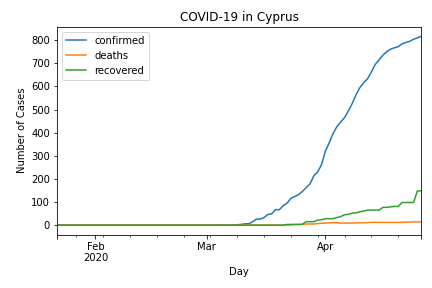 COVID-19 in Cyprus
confirmed
deaths
recovered
Number of Cases
800
700
600
500
400
300
200
100
0
Feb
2020
Mar
Apr
Day